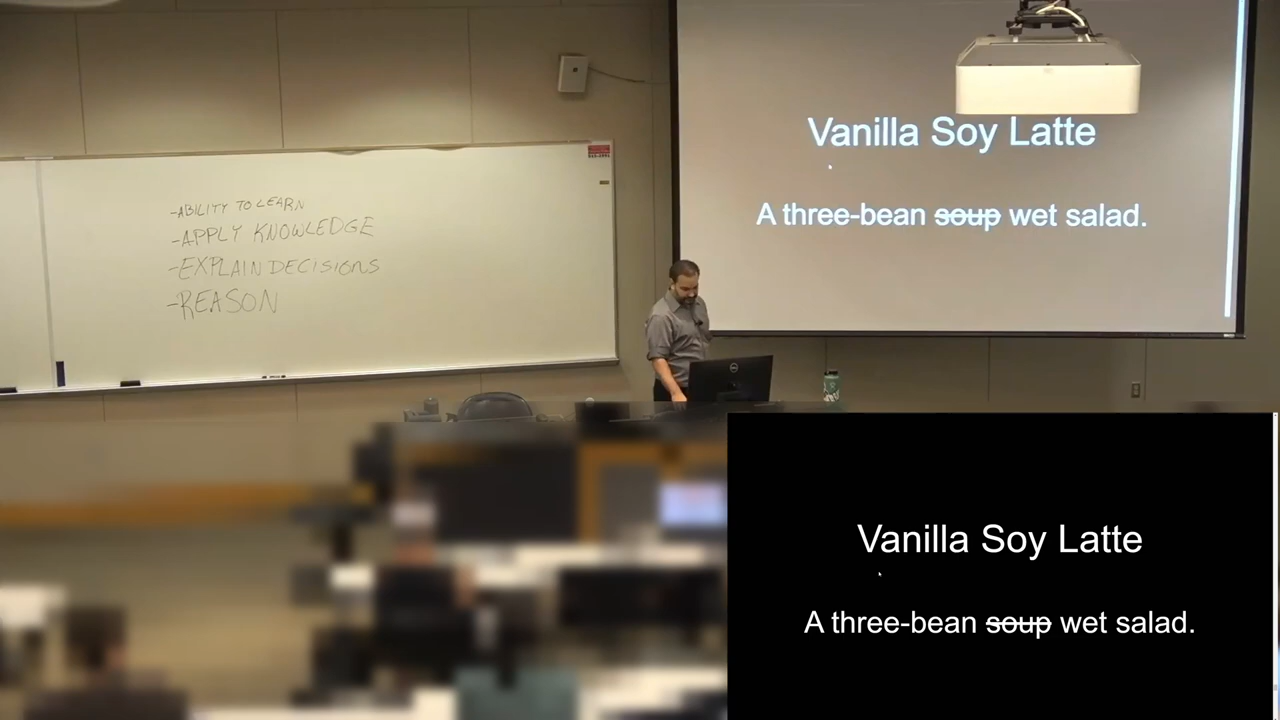 -ABILITY TO LEARN
-APPLY KNOWLEDGE
-EXPLAIN DECISIONS
-REASON
Vanilla Soy Latte
A three-bean soup wet salad.
DELL
Vanilla Soy Latte
A three-bean soup wet salad.